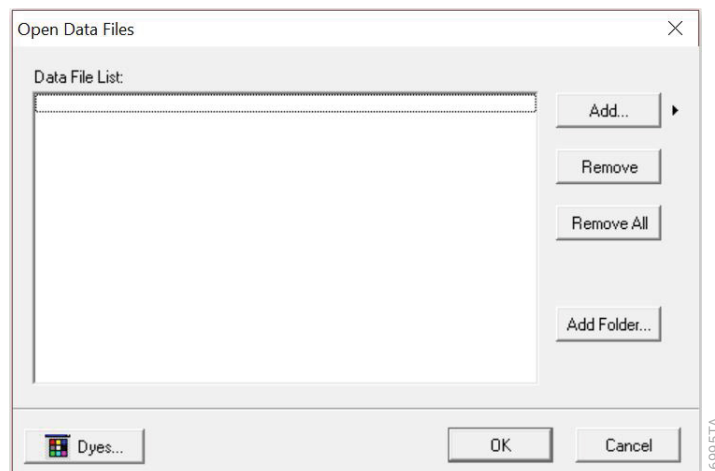 Open Data Files
Data File List:
Add...
Remove
Remove All
Add Folder...
Dyes...
OK
Cancel